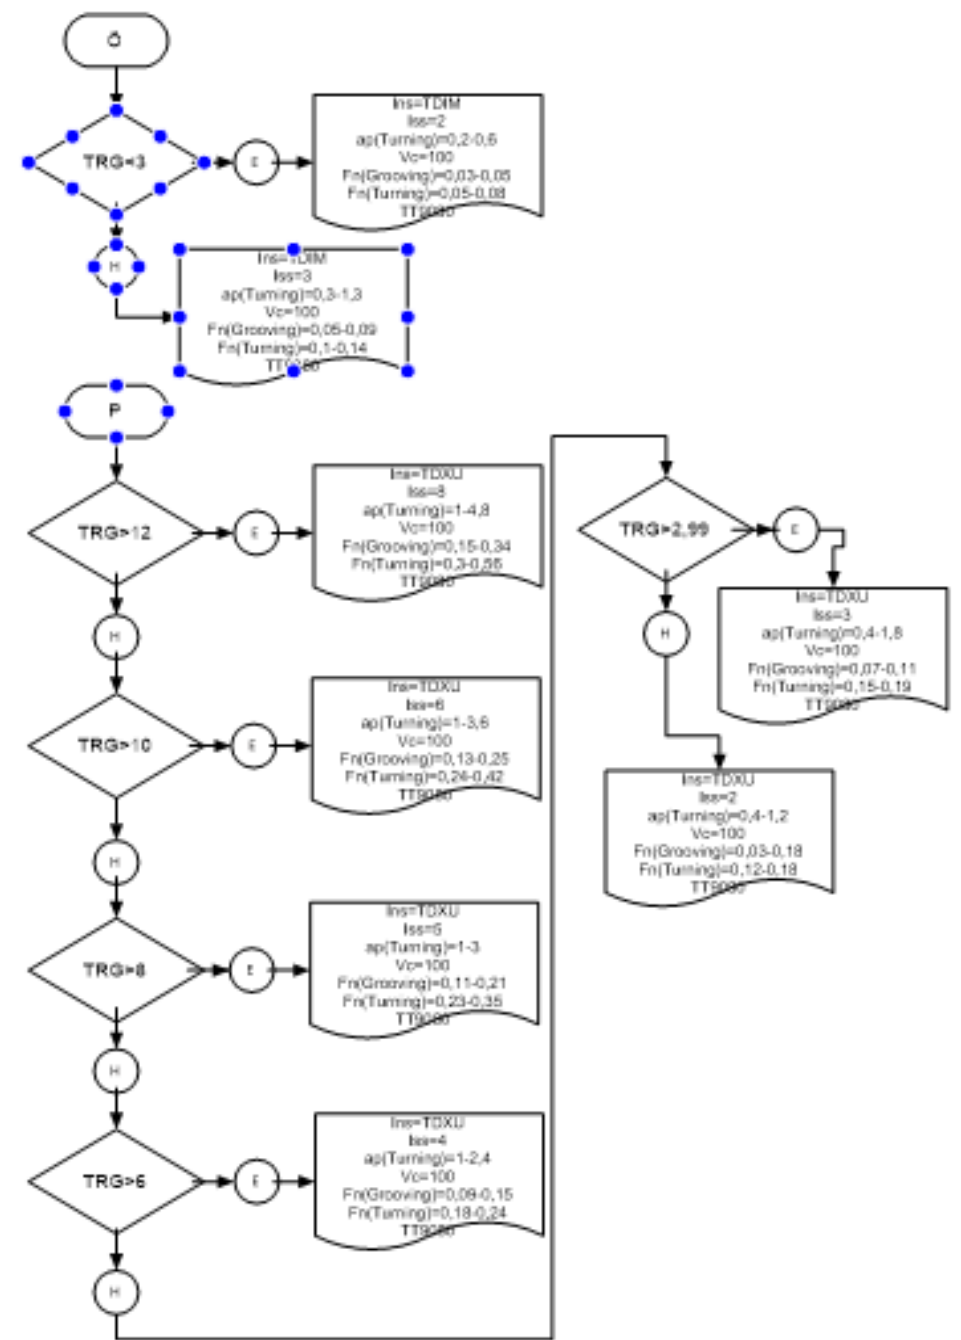 Ö
TRG<3
E
Ins=TDIM
Iss=2
ap(Turning)=0,2-0,6
Vc=100
Fn(Grooving)=0,03-0,05
Fn(Turning)=0,05-0,08
TT9080
H
Ins=TDIM
Iss=3
ap(Turning)=0,3-1,3
Vc=100
Fn(Grooving)=0,05-0,09
Fn(Turning)=0,1-0,14
TT9080
P
TRG>12
E
Ins=TDXU
Iss=8
ap(Turning)=1-4,8
Vc=100
Fn(Grooving)=0,15-0,34
Fn(Turning)=0,3-0,55
TT9080
H
TRG>10
E
Ins=TDXU
Iss=6
ap(Turning)=1-3,6
Vc=100
Fn(Grooving)=0,13-0,25
Fn(Turning)=0,24-0,42
TT9080
H
TRG>8
E
Ins=TDXU
Iss=5
ap(Turning)=1-3
Vc=100
Fn(Grooving)=0,11-0,21
Fn(Turning)=0,23-0,35
TT9080
H
TRG>6
E
Ins=TDXU
Iss=4
ap(Turning)=1-2,4
Vc=100
Fn(Grooving)=0,09-0,15
Fn(Turning)=0,18-0,24
TT9080
H
TRG>2,99
E
Ins=TDXU
Iss=3
ap(Turning)=0,4-1,8
Vc=100
Fn(Grooving)=0,07-0,11
Fn(Turning)=0,15-0,19
TT9080
H
Ins=TDXU
Iss=2
ap(Turning)=0,4-1,2
Vc=100
Fn(Grooving)=0,03-0,18
Fn(Turning)=0,12-0,18
TT9080